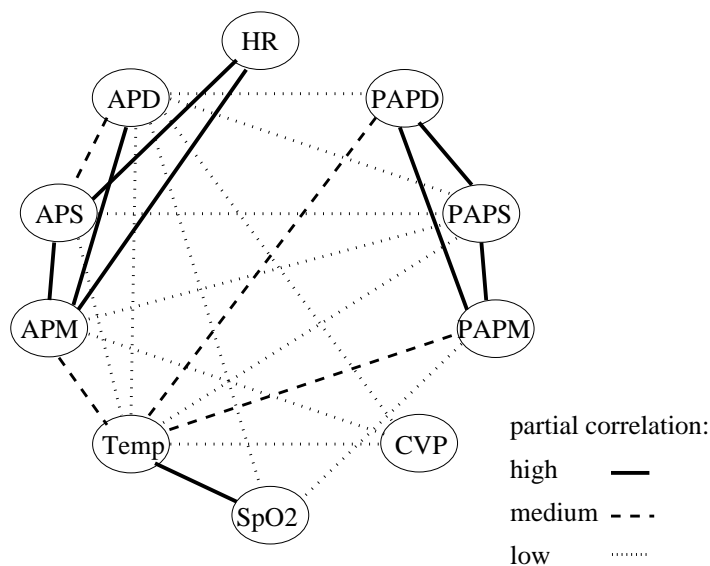 HR
APD
PAPD
APS
PAPS
APM
PAPM
Temp
CVP
SpO2
partial correlation:
high
medium
low